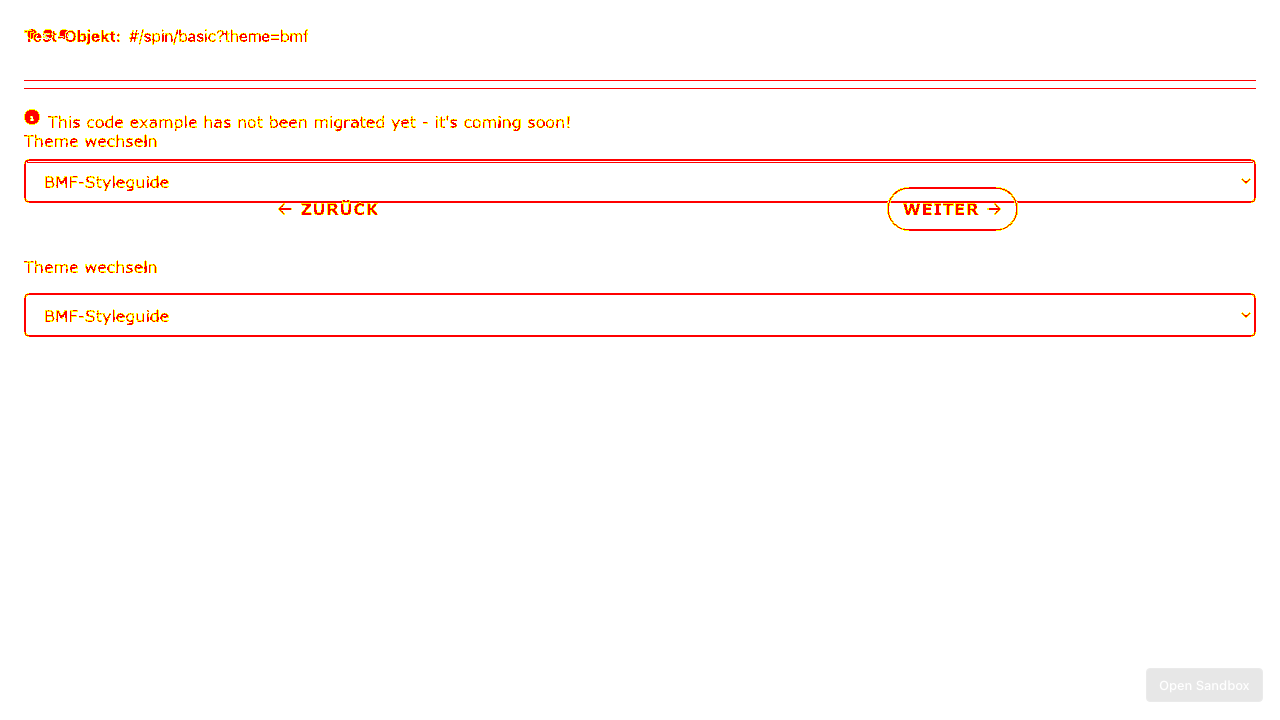 Test-Objekt: #/spin/basic?theme=bmf
This code example has not been migrated yet - it's coming soon!
Theme wechseln
BMF-Styleguide
← ZURÜCK
WEITER →
Theme wechseln
BMF-Styleguide
Open Sandbox